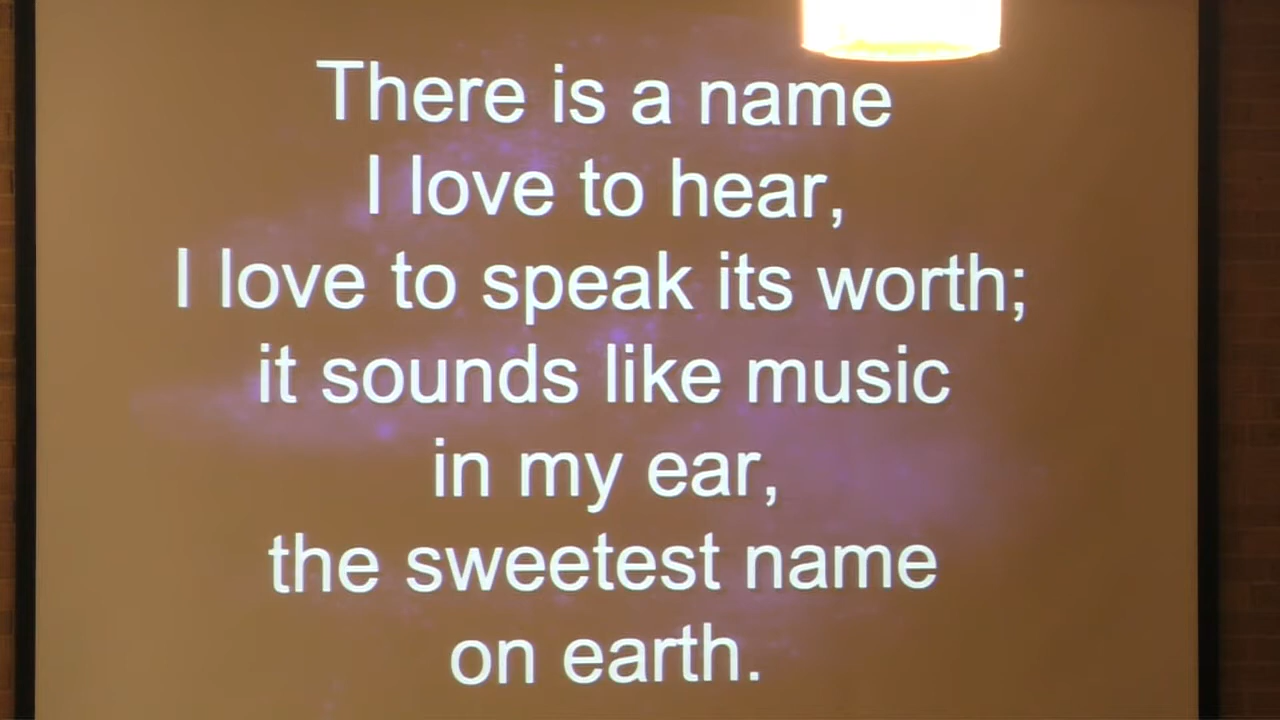 There is a name
I love to hear,
I love to speak its worth;
it sounds like music
in my ear,
the sweetest name
on earth.